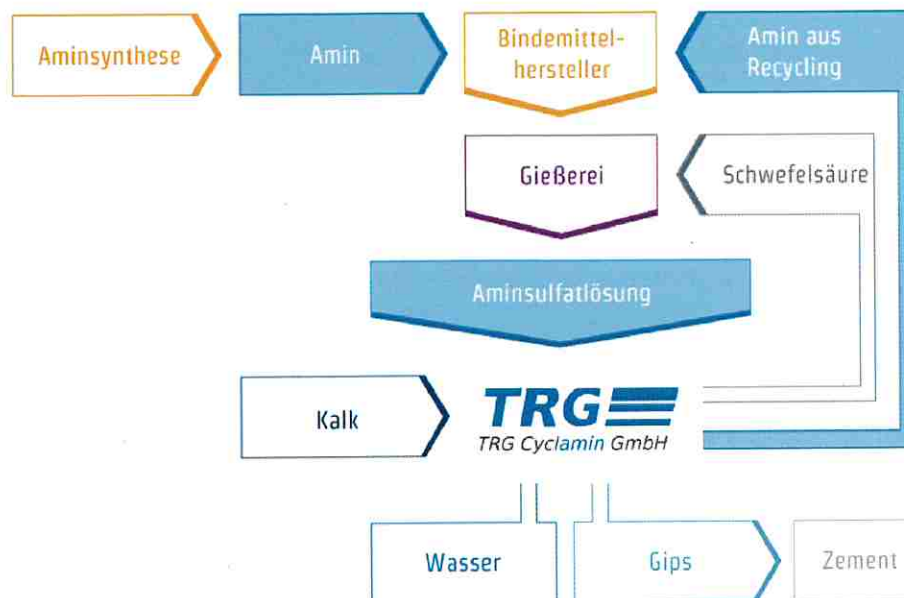 Aminsynthese
Amin
Bindemittel-
hersteller
Amin aus
Recycling
Gießerei
Schwefelsäure
Aminsulfatlösung
Kalk
TRG
TRG Cyclamin GmbH
Wasser
Gips
Zement